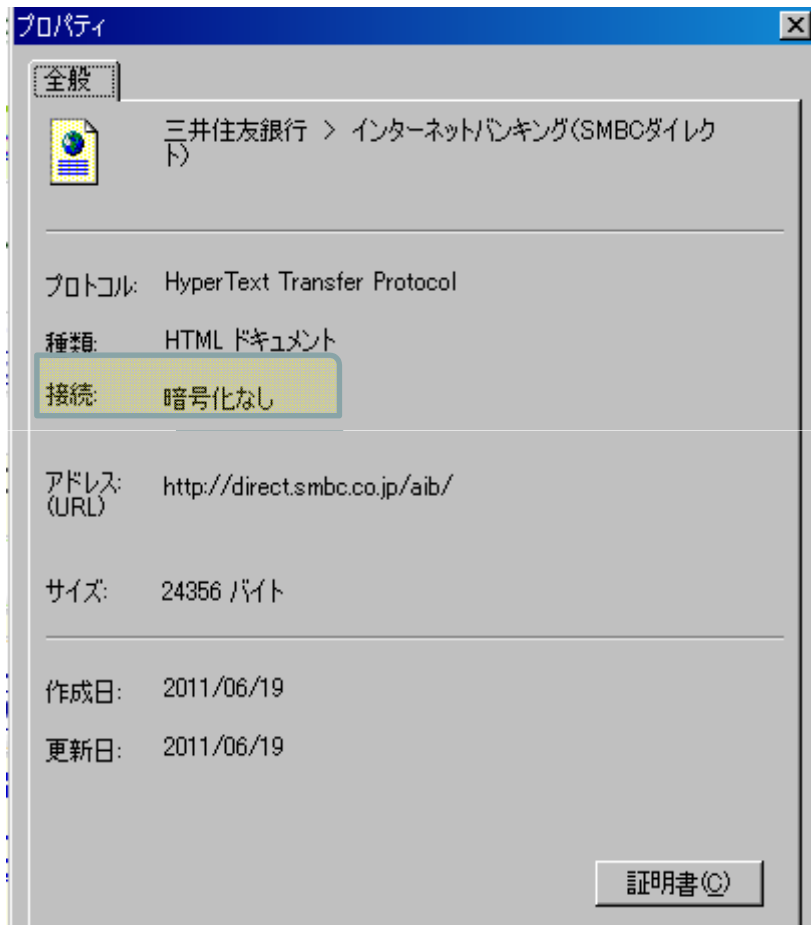 プロパティ
全般
三井住友銀行 > インターネットバンキング(SMBCダイレク
ト)
プロトコル: HyperText Transfer Protocol
種類: HTML ドキュメント
接続: 暗号化なし
アドレス: http://direct.smbc.co.jp/aib/
(URL)
サイズ: 24356 バイト
作成日: 2011/06/19
更新日: 2011/06/19
証明書(C)